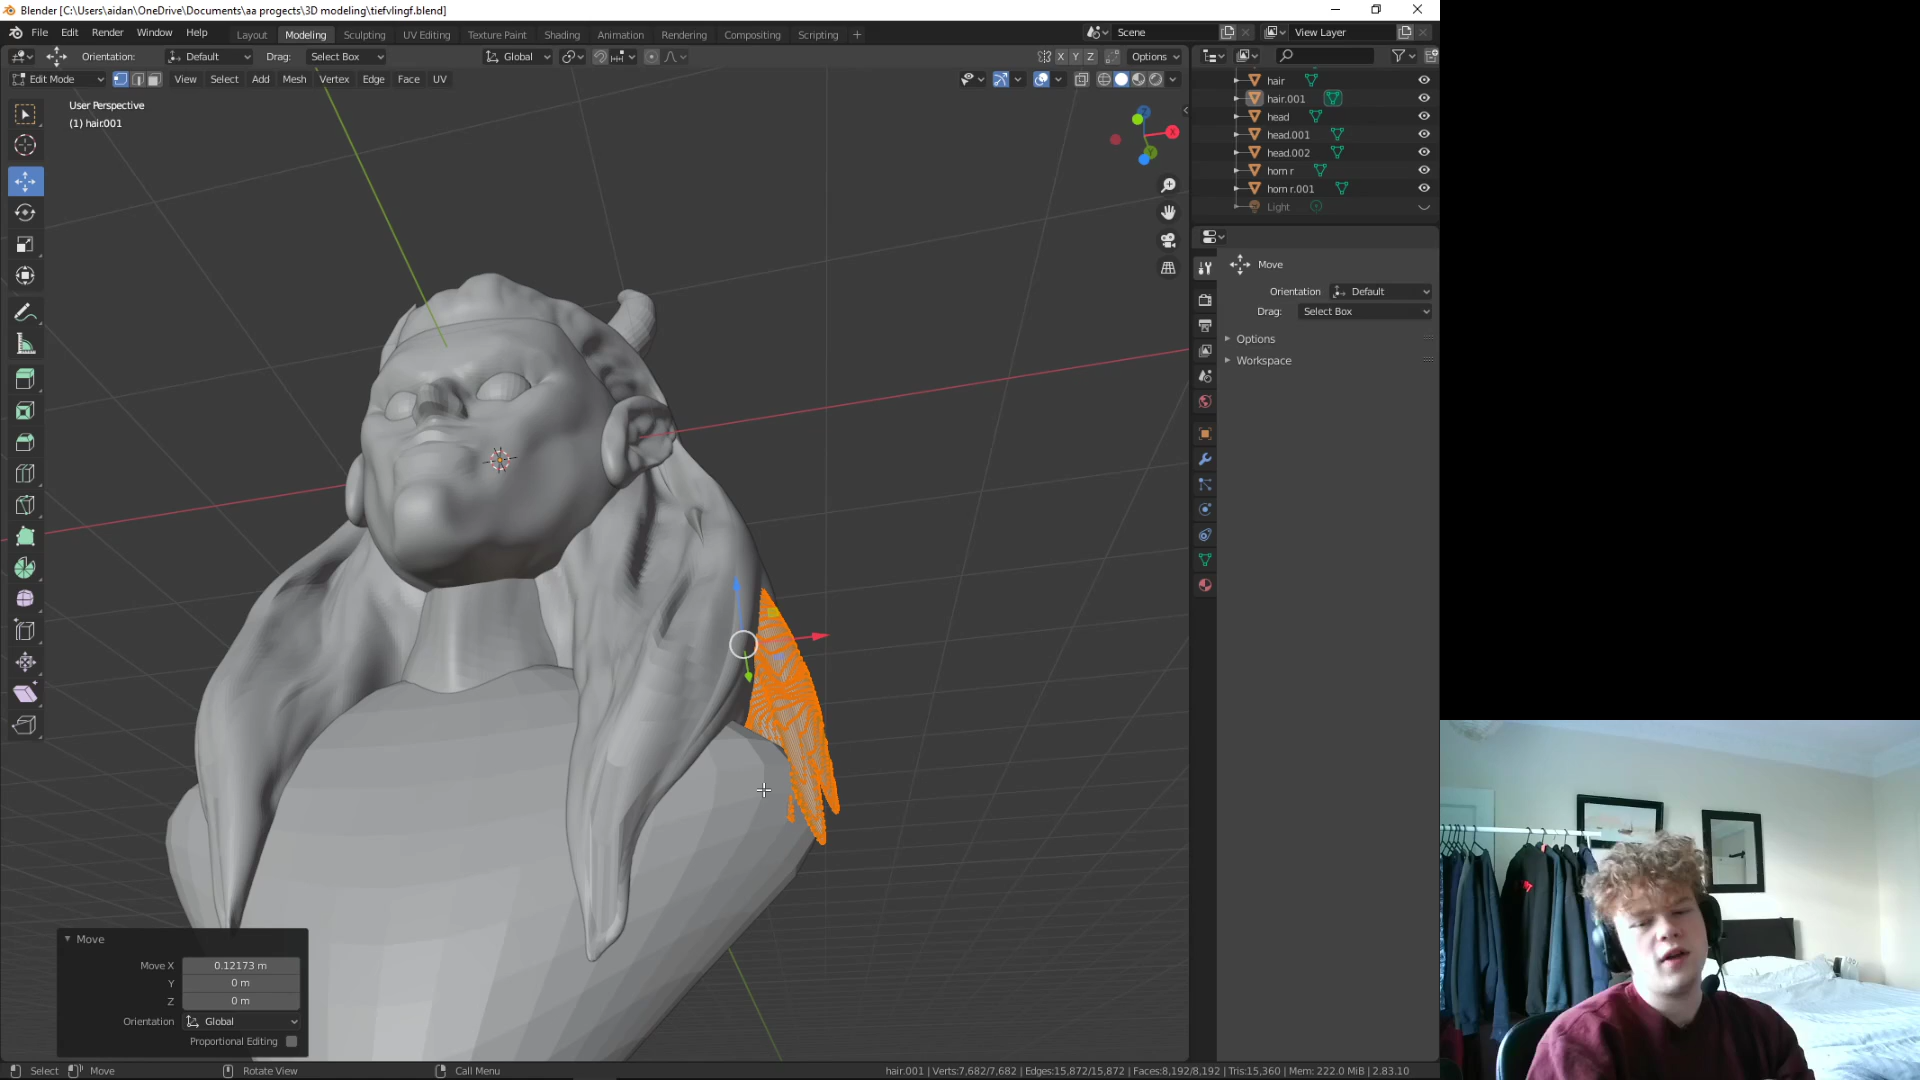 Blender [C:\Users\aidan\OneDrive\Documents\aa progects\3D modeling\tiefvlingf.blend]
File Edit Render Window Help Layout Modeling Sculpting UV Editing Texture Paint Shading Animation Rendering Compositing Scripting + Scene View Layer
Orientation: Default Drag: Select Box Global X Y Z Options
Edit Mode View Select Add Mesh Vertex Edge Face UV
User Perspective
(1) hair.001
hair
hair.001
head
head.001
head.002
horn r
horn r.001
Light
Move
Orientation Default
Drag: Select Box
Options
Workspace
Move
Move X 0.12173 m
Y 0 m
Z 0 m
Orientation Global
Proportional Editing
Select Move Rotate View Call Menu hair.001 | Verts:7,682/7,682 | Edges:15,872/15,872 | Faces:8,192/8,192 | Tris:15,360 | Mem: 222.0 MiB | 2.83.10